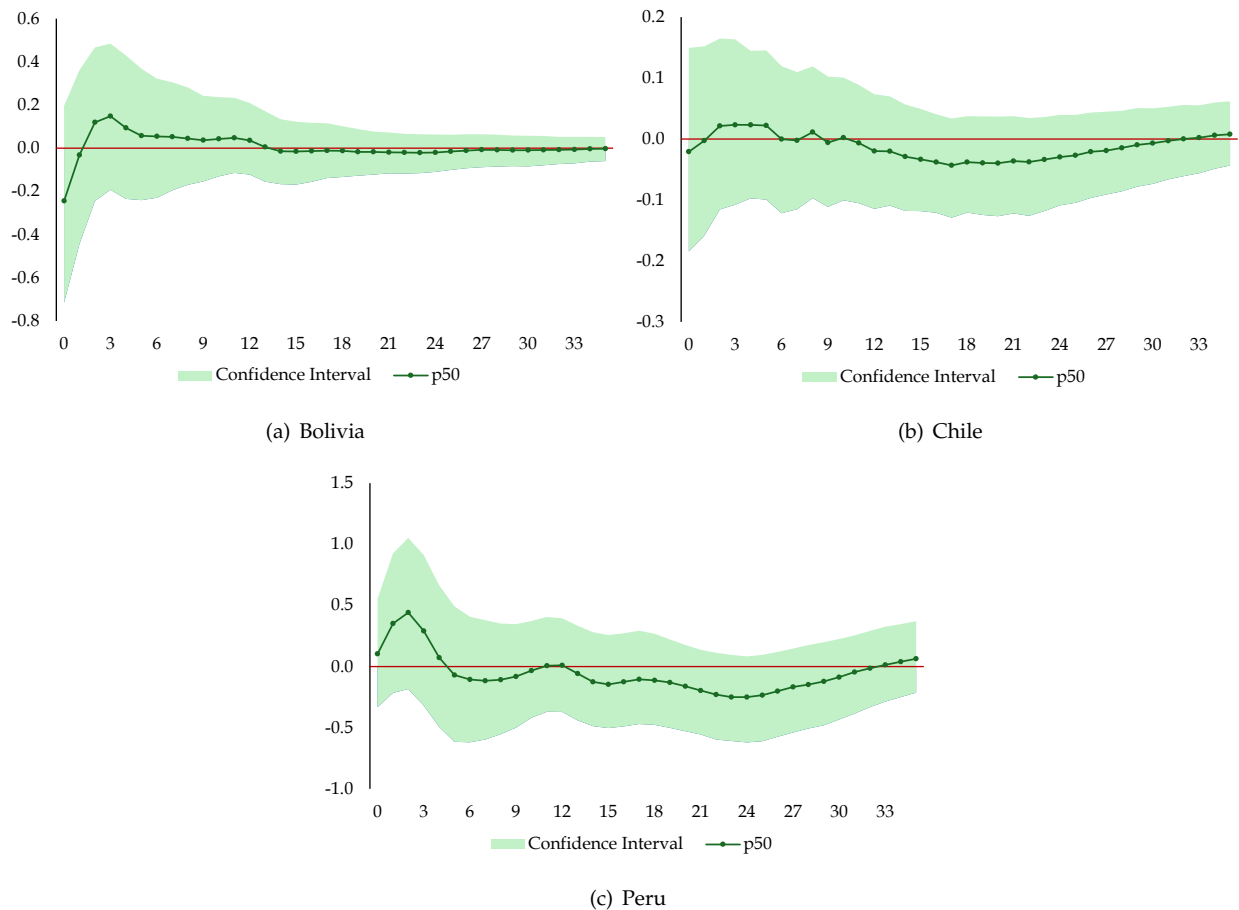 0.6
0.4
0.2
0.0
-0.2
-0.4
-0.6
-0.8
0 3 6 9 12 15 18 21 24 27 30 33
Confidence Interval p50
(a) Bolivia
0.2
0.1
0.0
-0.1
-0.2
-0.3
0 3 6 9 12 15 18 21 24 27 30 33
Confidence Interval p50
(b) Chile
1.5
1.0
0.5
0.0
-0.5
-1.0
0 3 6 9 12 15 18 21 24 27 30 33
Confidence Interval p50
(c) Peru